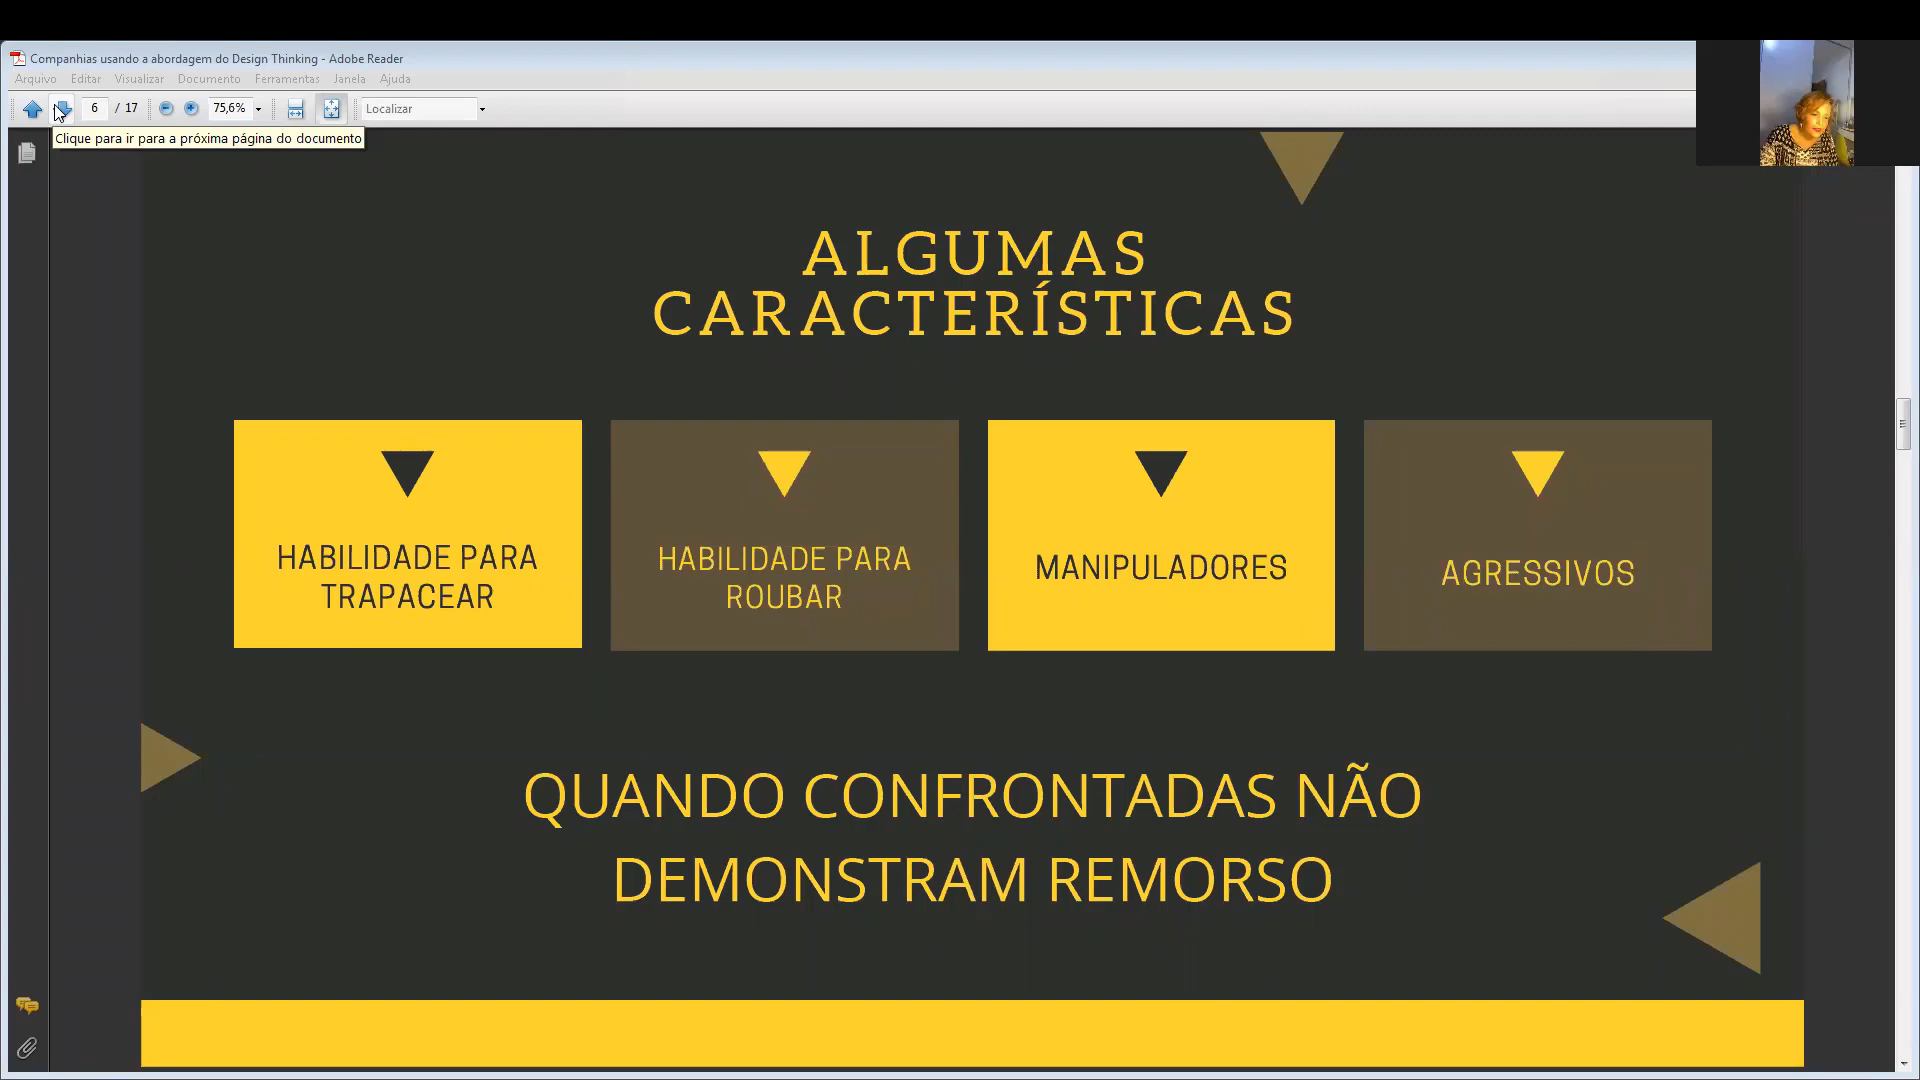 Companhias usando a abordagem do Design Thinking - Adobe Reader
Arquivo Editar Visualizar Documento Ferramentas Janela Ajuda
6 / 17 75,6% Localizar
Clique para ir para a próxima página do documento
ALGUMAS
CARACTERÍSTICAS
HABILIDADE PARA
TRAPACEAR
HABILIDADE PARA
ROUBAR
MANIPULADORES
AGRESSIVOS
QUANDO CONFRONTADAS NÃO
DEMONSTRAM REMORSO